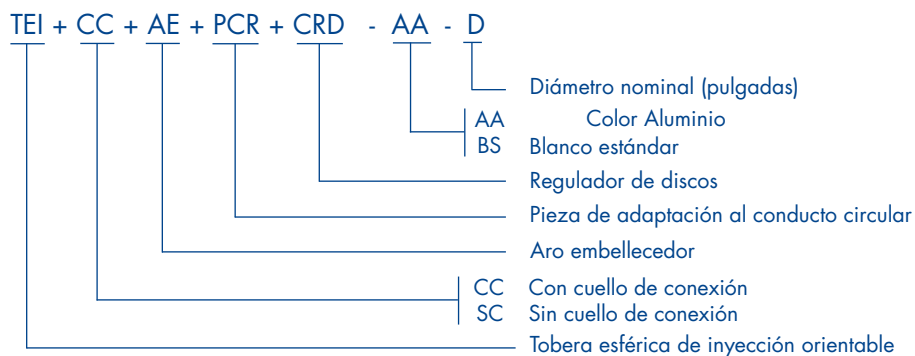 TEI + CC + AE + PCR + CRD - AA - D
Diámetro nominal (pulgadas)
AA Color Aluminio
BS Blanco estándar
Regulador de discos
Pieza de adaptación al conducto circular
Aro embellecedor
CC Con cuello de conexión
SC Sin cuello de conexión
Tobera esférica de inyección orientable